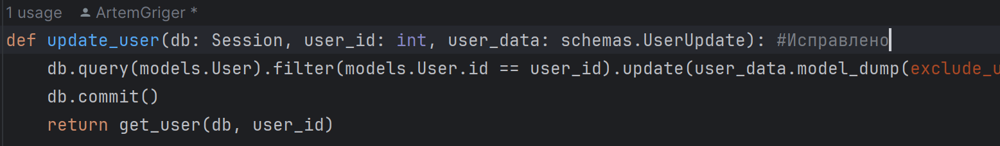 1 usage ArtemGriger *
def update_user(db: Session, user_id: int, user_data: schemas.UserUpdate): #Исправлено
db.query(models.User).filter(models.User.id == user_id).update(user_data.model_dump(exclude_u
db.commit()
return get_user(db, user_id)